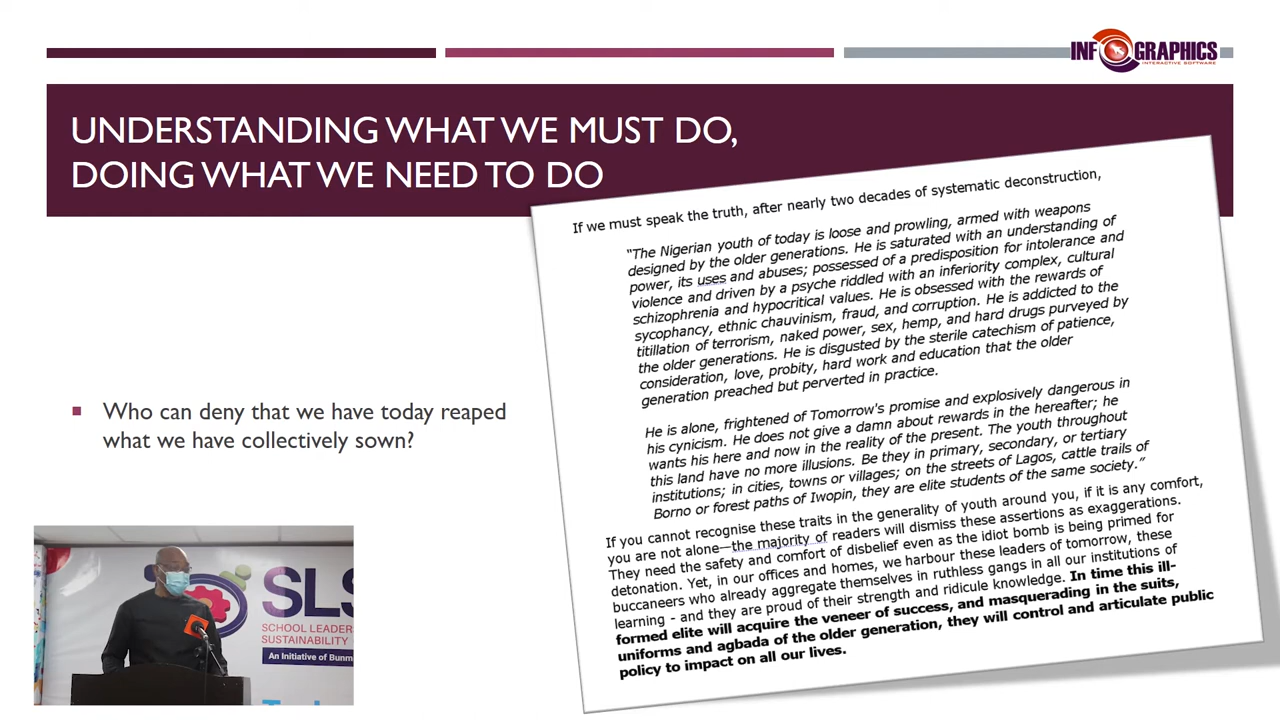 INFOGRAPHICS
INTERACTIVE SOFTWARE
UNDERSTANDING WHAT WE MUST DO,
DOING WHAT WE NEED TO DO
If we must speak the truth, after nearly two decades of systematic deconstruction,
"The Nigerian youth of today is loose and prowling, armed with weapons
designed by the older generations. He is saturated with an understanding of
power, its uses and abuses; possessed of a predisposition for intolerance and
violence and driven by a psyche riddled with an inferiority complex, cultural
schizophrenia and hypocritical values. He is obsessed with the rewards of
sycophancy, ethnic chauvinism, fraud, and corruption. He is addicted to the
titillation of terrorism, naked power, sex, hemp, and hard drugs purveyed by
the older generations. He is disgusted by the sterile catechism of patience,
consideration, love, probity, hard work and education that the older
generation preached but perverted in practice.
He is alone, frightened of Tomorrow's promise and explosively dangerous in
his cynicism. He does not give a damn about rewards in the hereafter; he
wants his here and now in the reality of the present. The youth throughout
this land have no more illusions. Be they in primary, secondary, or tertiary
institutions; in cities, towns or villages; on the streets of Lagos, cattle trails of
Borno or forest paths of Iwopin, they are elite students of the same society."
If you cannot recognise these traits in the generality of youth around you, if it is any comfort,
you are not alone—the majority of readers will dismiss these assertions as exaggerations.
They need the safety and comfort of disbelief even as the idiot bomb is being primed for
detonation. Yet, in our offices and homes, we harbour these leaders of tomorrow, these
buccaneers who already aggregate themselves in ruthless gangs in all our institutions of
learning - and they are proud of their strength and ridicule knowledge. In time this ill-
formed elite will acquire the veneer of success, and masquerading in the suits,
uniforms and agbada of the older generation, they will control and articulate public
policy to impact on all our lives.
Who can deny that we have today reaped
what we have collectively sown?
SLS
SCHOOL LEADER
SUSTAINABILITY
An Initiative of Bunm